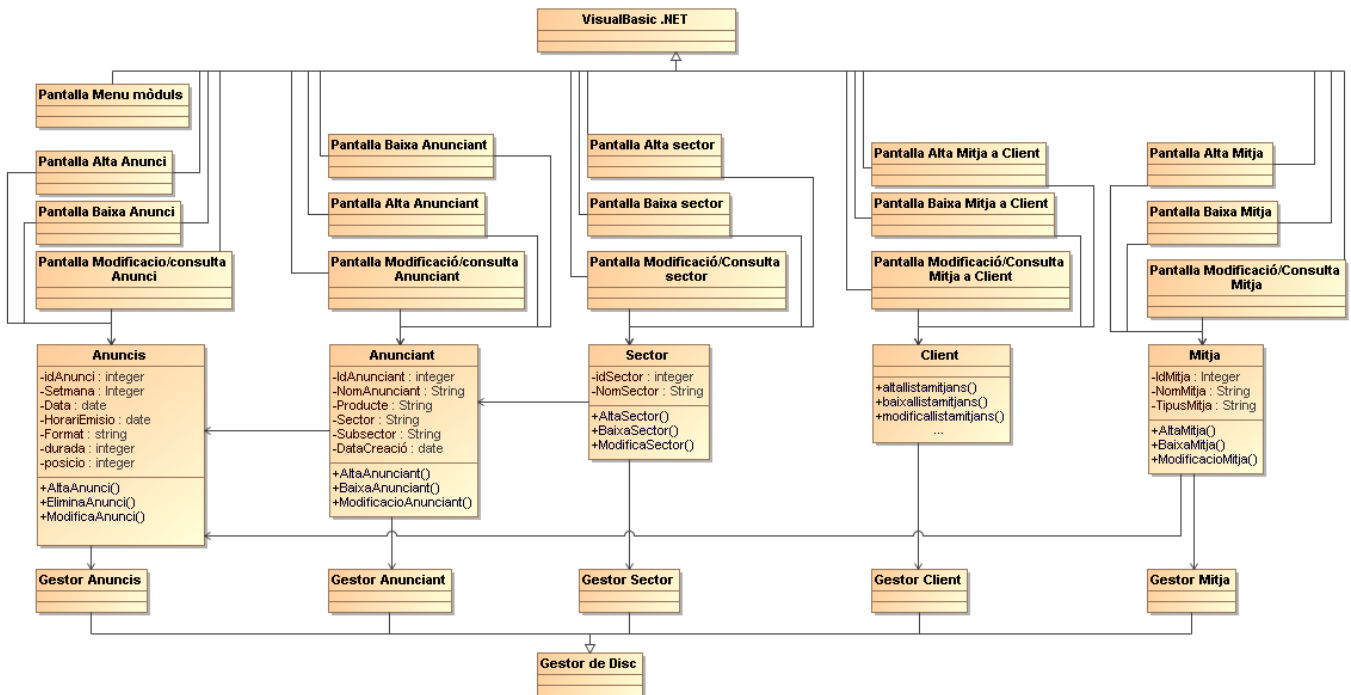 VisualBasic .NET
Pantalla Menu mòduls
Pantalla Alta Anunci
Pantalla Baixa Anunci
Pantalla Modificacio/consulta
Anunci
Pantalla Baixa Anunciant
Pantalla Alta Anunciant
Pantalla Modificació/consulta
Anunciant
Pantalla Alta sector
Pantalla Baixa sector
Pantalla Modificació/Consulta
sector
Pantalla Alta Mitja a Client
Pantalla Baixa Mitja a Client
Pantalla Modificació/Consulta
Mitja a Client
Pantalla Alta Mitja
Pantalla Baixa Mitja
Pantalla Modificació/Consulta
Mitja
Anuncis
-idAnunci : integer
-Setmana : Integer
-Data : date
-HorariEmisio : date
-Format : string
-durada : integer
-posicio : integer
+AltaAnunci()
+EliminaAnunci()
+ModificaAnunci()
Anunciant
-IdAnunciant : integer
-NomAnunciant : String
-Producte : String
-Sector : String
-Subsector : String
-DataCreació : date
+AltaAnunciant()
+BaixaAnunciant()
+ModificacioAnunciant()
Sector
-idSector : integer
-NomSector : String
+AltaSector()
+BaixaSector()
+ModificaSector()
Client
+altallistamitjans()
+baixallistamitjans()
+modificallistamitjans()
...
Mitja
-IdMitja : Integer
-NomMitja : String
-TipusMitja : String
+AltaMitja()
+BaixaMitja()
+ModificacioMitja()
Gestor Anuncis
Gestor Anunciant
Gestor Sector
Gestor Client
Gestor Mitja
Gestor de Disc